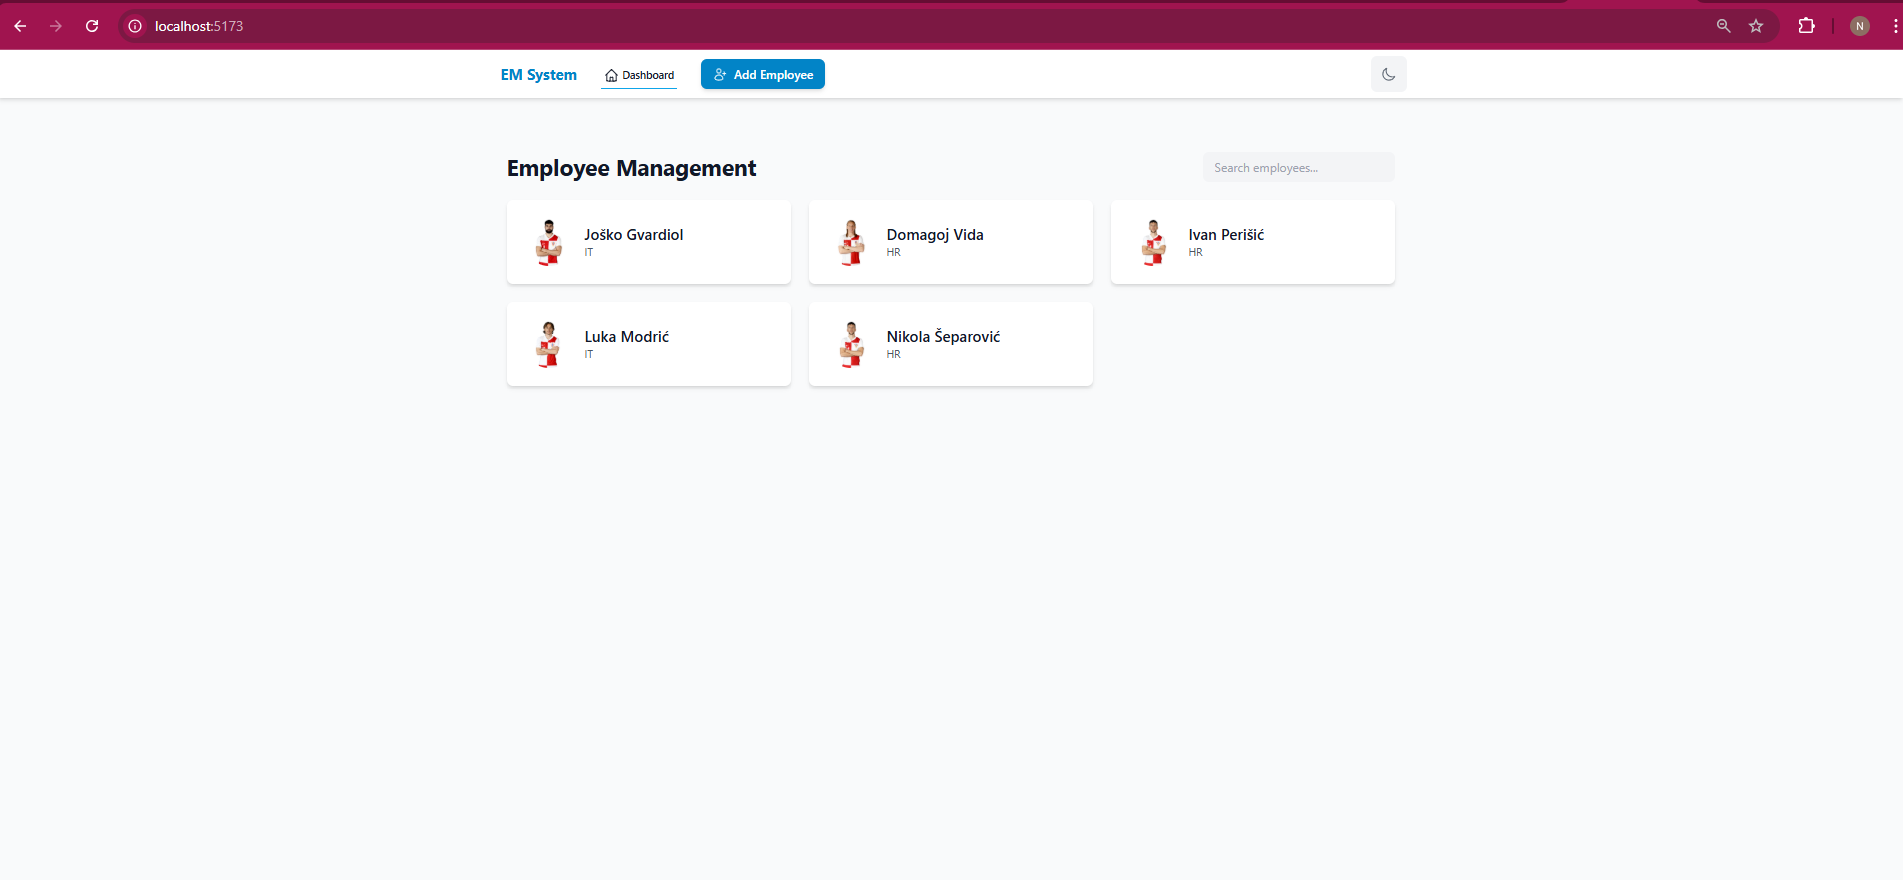 localhost:5173
N
EM System
Dashboard
Add Employee
Employee Management
Search employees...
Joško Gvardiol
IT
Domagoj Vida
HR
Ivan Perišić
HR
Luka Modrić
IT
Nikola Šeparović
HR